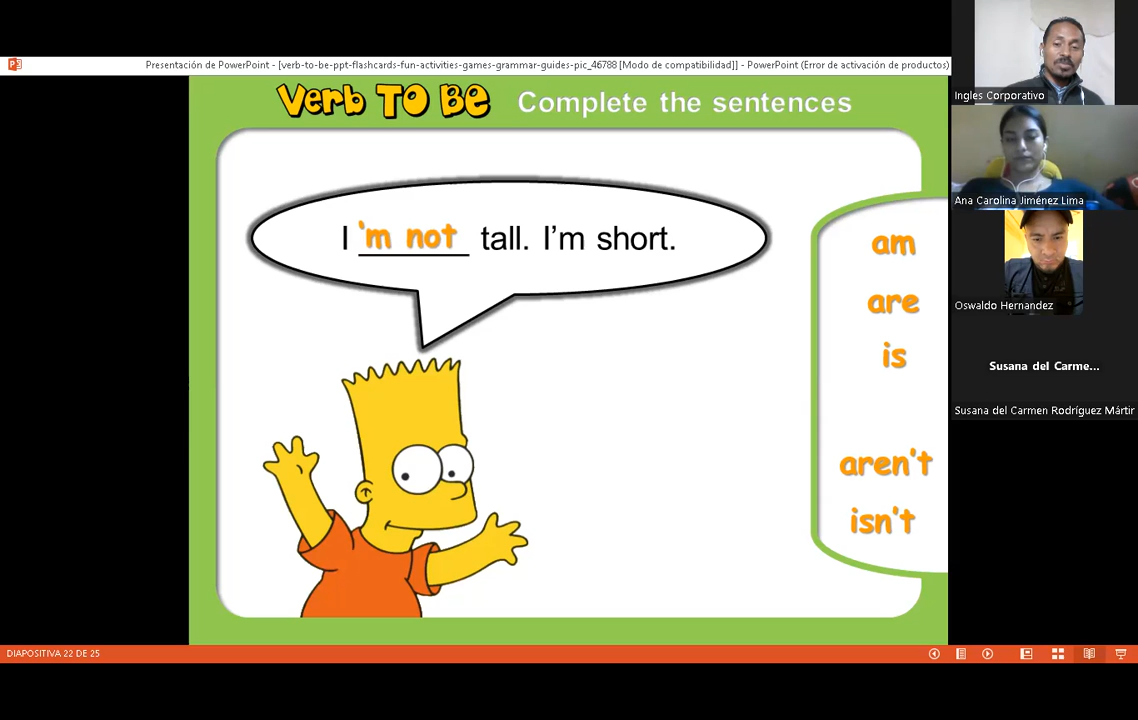 Presentación de PowerPoint - [verb-to-be-ppt-flashcards-fun-activities-games-grammar-guides-pic_46788 [Modo de compatibilidad]] - PowerPoint (Error de activación de productos)
Verb TO BE Complete the sentences
I 'm not tall. I'm short.
am
are
is
aren't
isn't
DIAPOSITIVA 22 DE 25
Ingles Corporativo
Ana Carolina Jiménez Lima
Oswaldo Hernandez
Susana del Carme...
Susana del Carmen Rodríguez Mártir